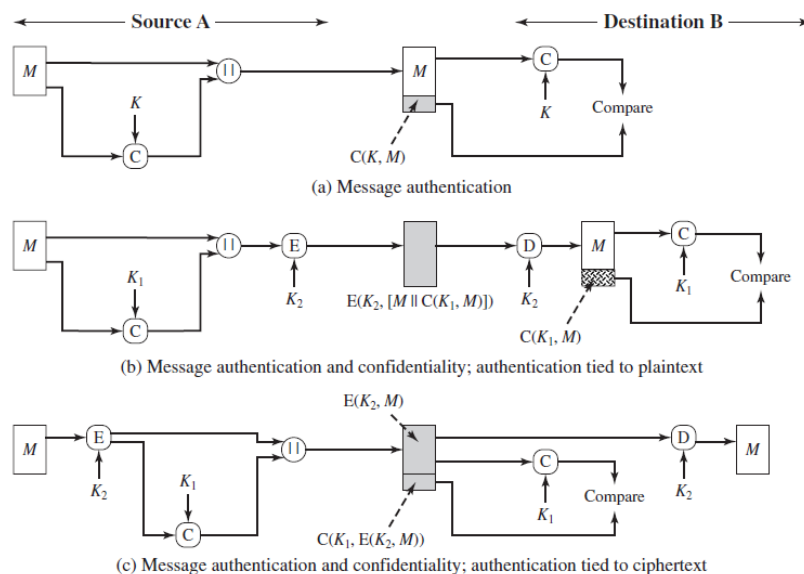 Source A Destination B
M || M C
K K Compare
C
C(K, M)
(a) Message authentication
M || E D M C
K₁ K₂ E(K₂, [M || C(K₁, M)]) K₂ K₁ Compare
C C(K₁, M)
(b) Message authentication and confidentiality; authentication tied to plaintext
E(K₂, M)
M E || D M
K₂ K₁ C K₁ Compare K₂
C
C(K₁, E(K₂, M))
(c) Message authentication and confidentiality; authentication tied to ciphertext